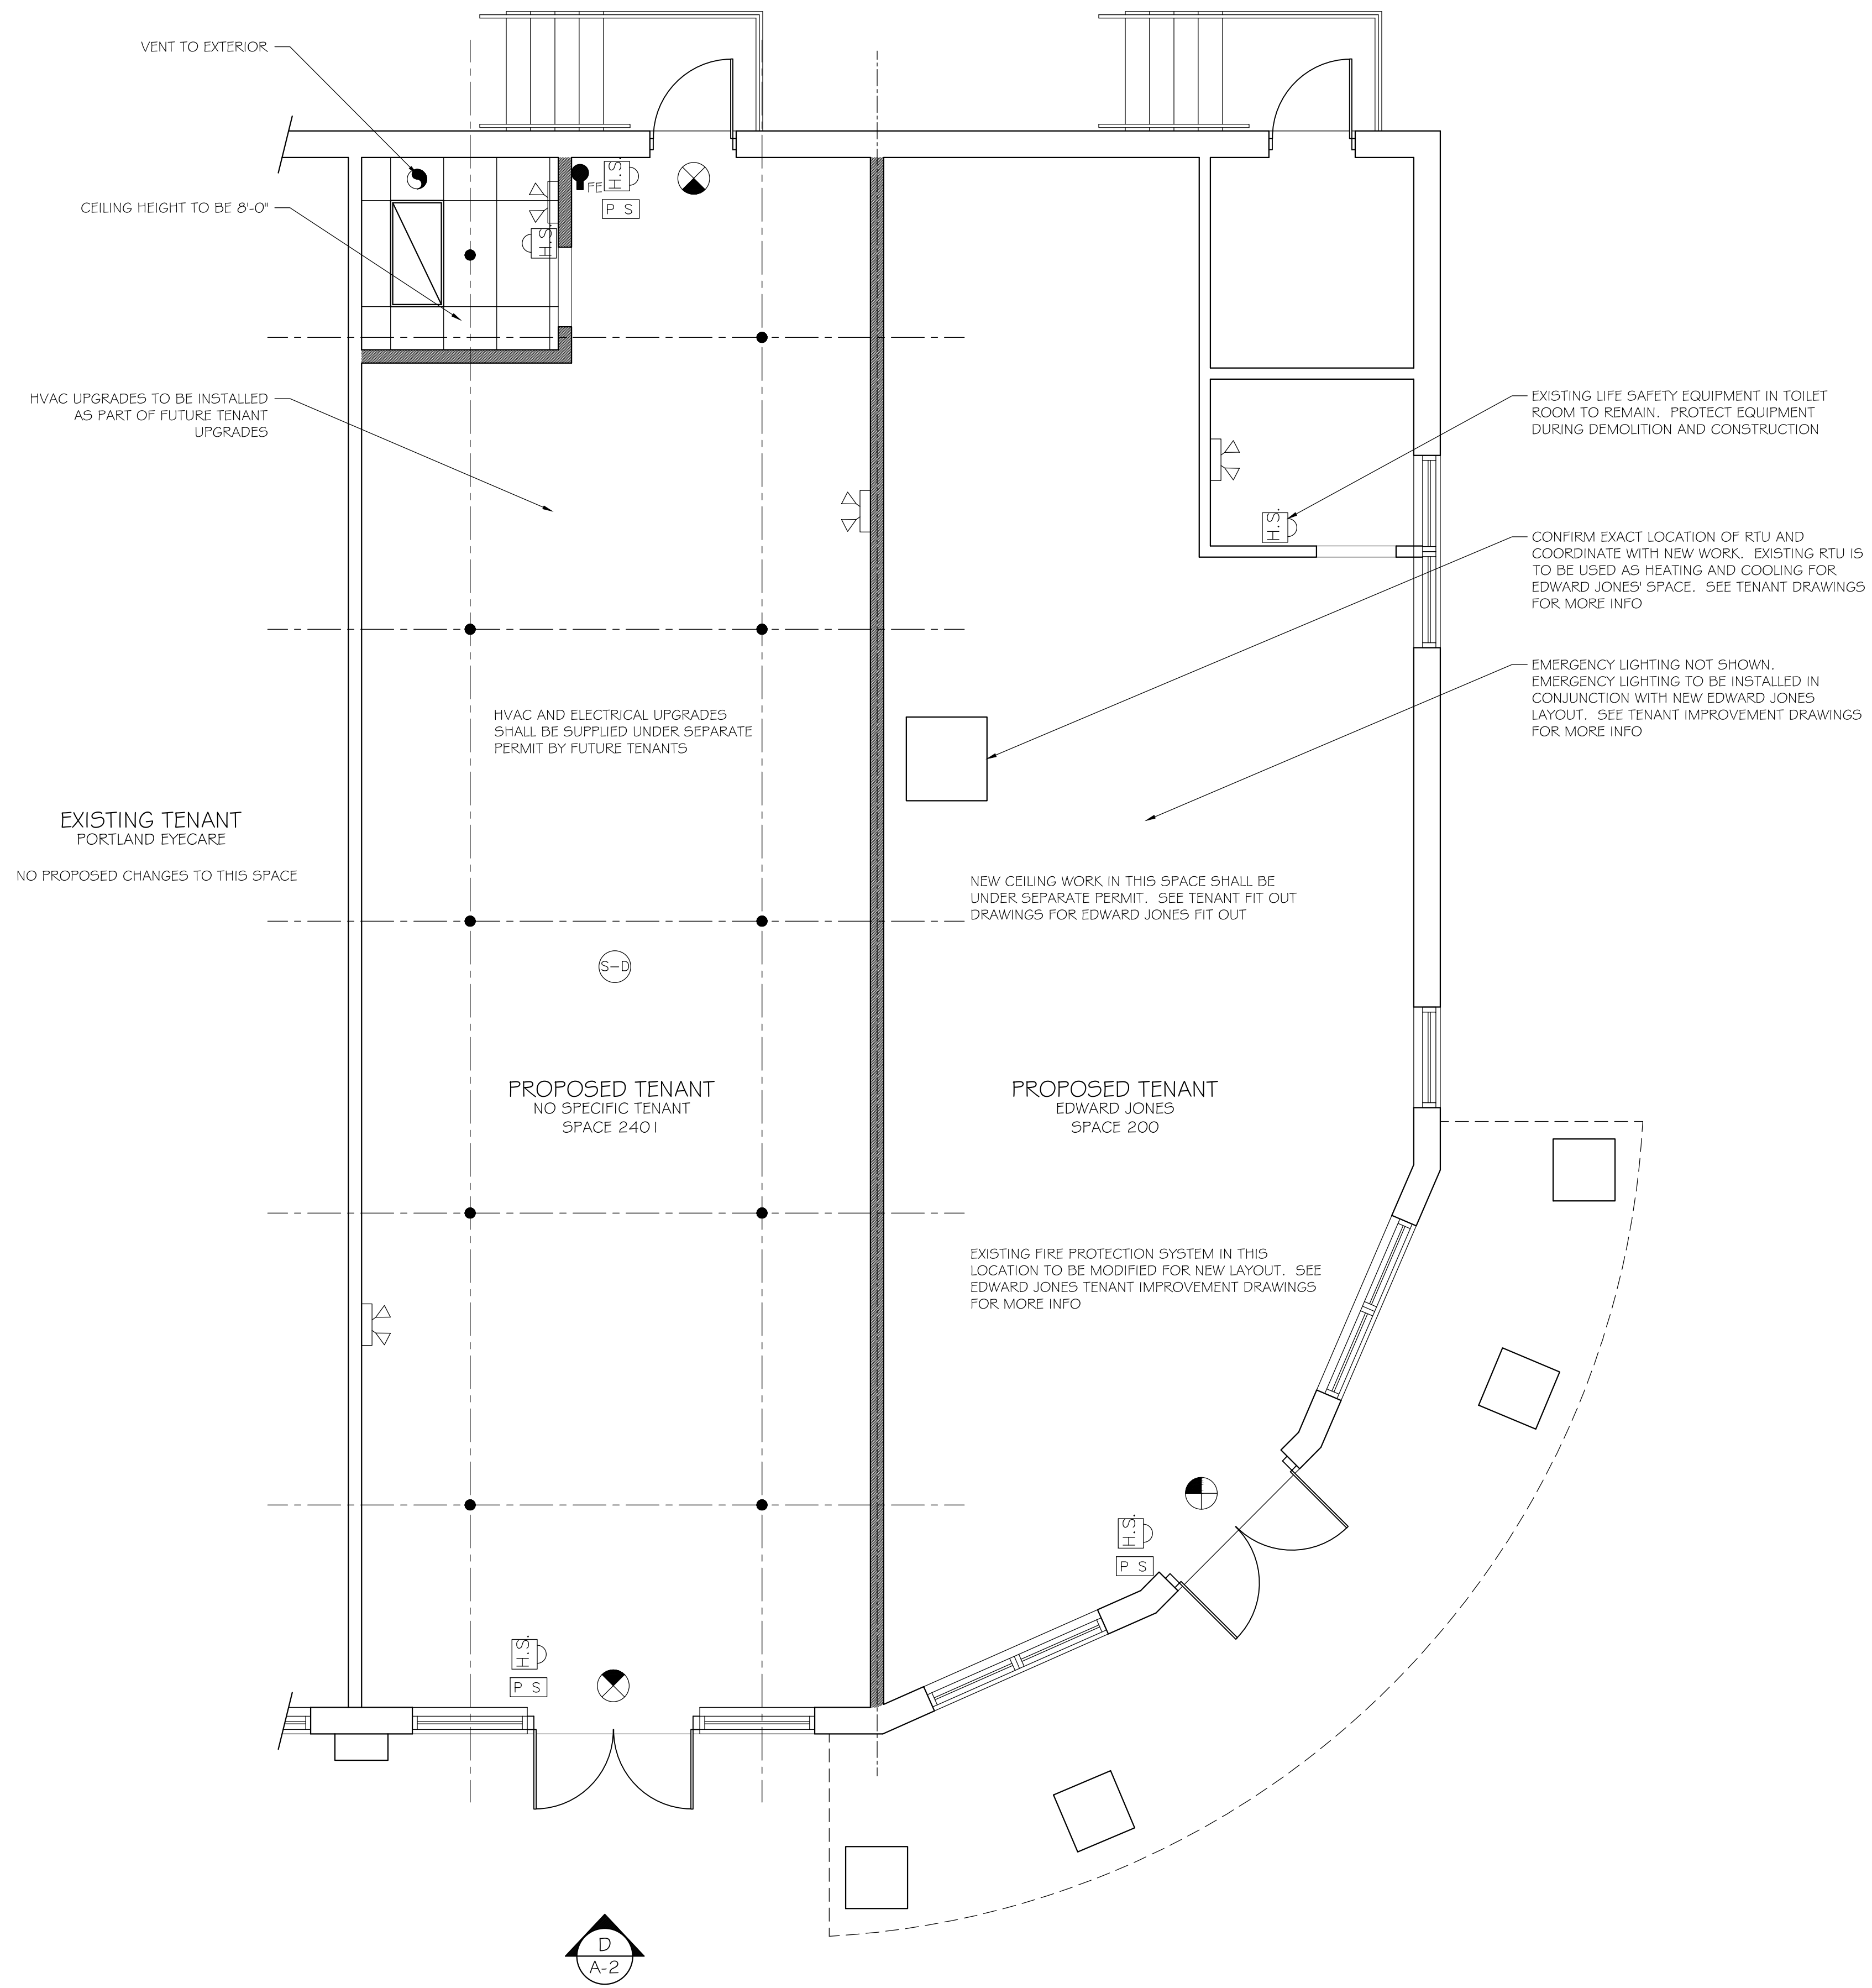 VENT TO EXTERIOR
CEILING HEIGHT TO BE 8'-0"
H.S.
FE
P S
H.S.
HVAC UPGRADES TO BE INSTALLED
AS PART OF FUTURE TENANT
UPGRADES
EXISTING LIFE SAFETY EQUIPMENT IN TOILET
ROOM TO REMAIN. PROTECT EQUIPMENT
DURING DEMOLITION AND CONSTRUCTION
H.S.
CONFIRM EXACT LOCATION OF RTU AND
COORDINATE WITH NEW WORK. EXISTING RTU IS
TO BE USED AS HEATING AND COOLING FOR
EDWARD JONES' SPACE. SEE TENANT DRAWINGS
FOR MORE INFO
EMERGENCY LIGHTING NOT SHOWN.
EMERGENCY LIGHTING TO BE INSTALLED IN
CONJUNCTION WITH NEW EDWARD JONES
LAYOUT. SEE TENANT IMPROVEMENT DRAWINGS
FOR MORE INFO
HVAC AND ELECTRICAL UPGRADES
SHALL BE SUPPLIED UNDER SEPARATE
PERMIT BY FUTURE TENANTS
EXISTING TENANT
PORTLAND EYECARE
NO PROPOSED CHANGES TO THIS SPACE
NEW CEILING WORK IN THIS SPACE SHALL BE
UNDER SEPARATE PERMIT. SEE TENANT FIT OUT
DRAWINGS FOR EDWARD JONES FIT OUT
S-D
PROPOSED TENANT
NO SPECIFIC TENANT
SPACE 2401
PROPOSED TENANT
EDWARD JONES
SPACE 200
EXISTING FIRE PROTECTION SYSTEM IN THIS
LOCATION TO BE MODIFIED FOR NEW LAYOUT. SEE
EDWARD JONES TENANT IMPROVEMENT DRAWINGS
FOR MORE INFO
H.S.
P S
H.S.
P S
D
A-2